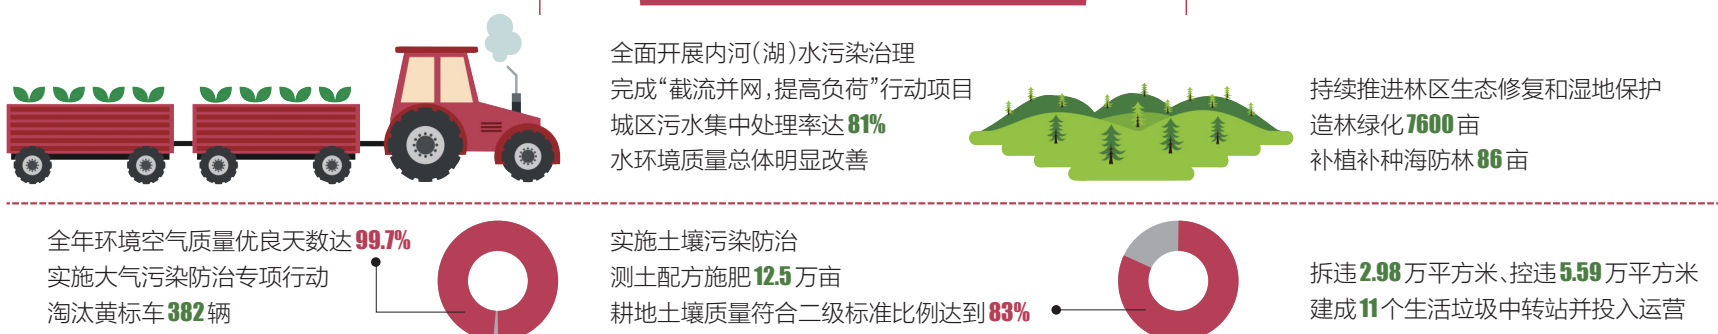 全面开展内河(湖)水污染治理
完成“截流并网,提高负荷”行动项目
城区污水集中处理率达81%
水环境质量总体明显改善
持续推进林区生态修复和湿地保护
造林绿化7600亩
补植补种海防林86亩
全年环境空气质量优良天数达99.7%
实施大气污染防治专项行动
淘汰黄标车382辆
实施土壤污染防治
测土配方施肥12.5万亩
耕地土壤质量符合二级标准比例达到83%
拆违2.98万平方米、控违5.59万平方米
建成11个生活垃圾中转站并投入运营